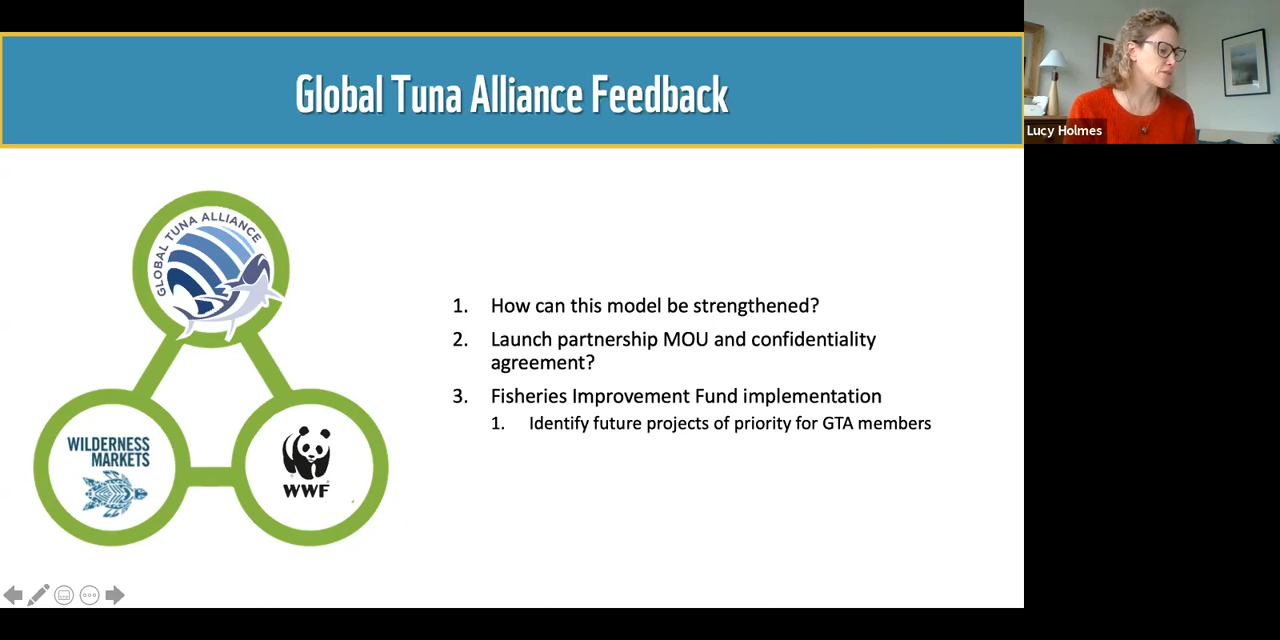 Global Tuna Alliance Feedback
Lucy Holmes
GLOBAL TUNA ALLIANCE
1. How can this model be strengthened?
2. Launch partnership MOU and confidentiality
agreement?
3. Fisheries Improvement Fund implementation
1. Identify future projects of priority for GTA members
WILDERNESS
MARKETS
WWF